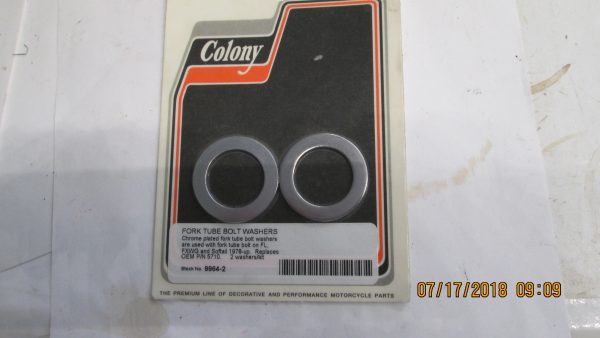 Colony
FORK TUBE BOLT WASHERS
Chrome plated fork tube bolt washers
are used with fork tube bolt on FL,
FXWG and Softail 1978-up. Replaces
OEM P/N 5710. 2 washers/kit
Stock No. 9964-2
THE PREMIUM LINE OF DECORATIVE AND PERFORMANCE MOTORCYCLE PARTS
07/17/2018 09:09